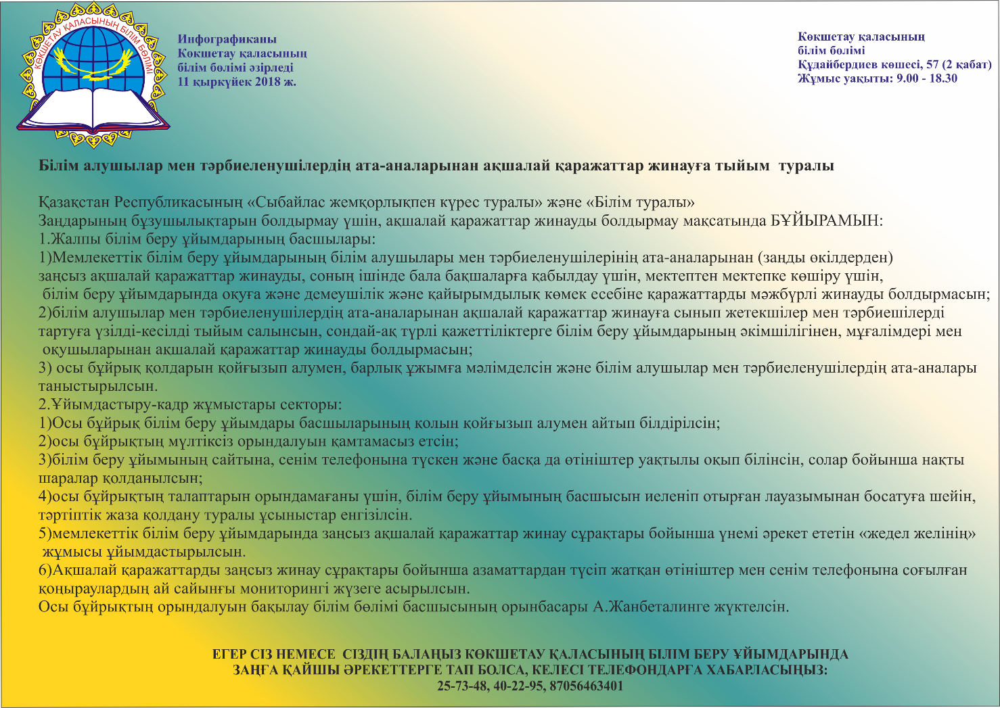 КӨКШЕТАУ ҚАЛАСЫНЫҢ БІЛІМ БӨЛІМІ
Инфографиканы
Көкшетау қаласының
білім бөлімі әзірледі
11 қыркүйек 2018 ж.
Көкшетау қаласының
білім бөлімі
Құдайбердиев көшесі, 57 (2 қабат)
Жұмыс уақыты: 9.00 - 18.30
Білім алушылар мен тәрбиеленушілердің ата-аналарынан ақшалай қаражаттар жинауға тыйым туралы
Қазақстан Республикасының «Сыбайлас жемқорлықпен күрес туралы» және «Білім туралы»
Заңдарының бұзушылықтарын болдырмау үшін, ақшалай қаражаттар жинауды болдырмау мақсатында БҰЙЫРАМЫН:
1.Жалпы білім беру ұйымдарының басшылары:
1)Мемлекеттік білім беру ұйымдарының білім алушылары мен тәрбиеленушілерінің ата-аналарынан (заңды өкілдерден)
заңсыз ақшалай қаражаттар жинауды, соның ішінде бала бақшаларға қабылдау үшін, мектептен мектепке көшіру үшін,
білім беру ұйымдарында оқуға және демеушілік және қайырымдылық көмек есебіне қаражаттарды мәжбүрлі жинауды болдырмасын;
2)білім алушылар мен тәрбиеленушілердің ата-аналарынан ақшалай қаражаттар жинауға сынып жетекшілер мен тәрбиешілерді
тартуға үзілді-кесілді тыйым салынсын, сондай-ақ түрлі қажеттіліктерге білім беру ұйымдарының әкімшілігінен, мұғалімдері мен
оқушыларынан ақшалай қаражаттар жинауды болдырмасын;
3) осы бұйрық қолдарын қойғызып алумен, барлық ұжымға мәлімделсін және білім алушылар мен тәрбиеленушілердің ата-аналары
таныстырылсын.
2.Ұйымдастыру-кадр жұмыстары секторы:
1)Осы бұйрық білім беру ұйымдары басшыларының қолын қойғызып алумен айтып білдірілсін;
2)осы бұйрықтың мүлтіксіз орындалуын қамтамасыз етсін;
3)білім беру ұйымының сайтына, сенім телефонына түскен және басқа да өтініштер уақтылы оқып білінсін, солар бойынша нақты
шаралар қолданылсын;
4)осы бұйрықтың талаптарын орындамағаны үшін, білім беру ұйымының басшысын иеленіп отырған лауазымынан босатуға шейін,
тәртіптік жаза қолдану туралы ұсыныстар енгізілсін.
5)мемлекеттік білім беру ұйымдарында заңсыз ақшалай қаражаттар жинау сұрақтары бойынша үнемі әрекет ететін «жедел желінің»
жұмысы ұйымдастырылсын.
6)Ақшалай қаражаттарды заңсыз жинау сұрақтары бойынша азаматтардан түсіп жатқан өтініштер мен сенім телефонына соғылған
қоңыраулардың ай сайынғы мониторингі жүзеге асырылсын.
Осы бұйрықтың орындалуын бақылау білім бөлімі басшысының орынбасары А.Жанбеталинге жүктелсін.
ЕГЕР СІЗ НЕМЕСЕ СІЗДІҢ БАЛАҢЫЗ КӨКШЕТАУ ҚАЛАСЫНЫҢ БІЛІМ БЕРУ ҰЙЫМДАРЫНДА
ЗАҢҒА ҚАЙШЫ ӘРЕКЕТТЕРГЕ ТАП БОЛСА, КЕЛЕСІ ТЕЛЕФОНДАРҒА ХАБАРЛАСЫҢЫЗ:
25-73-48, 40-22-95, 87056463401